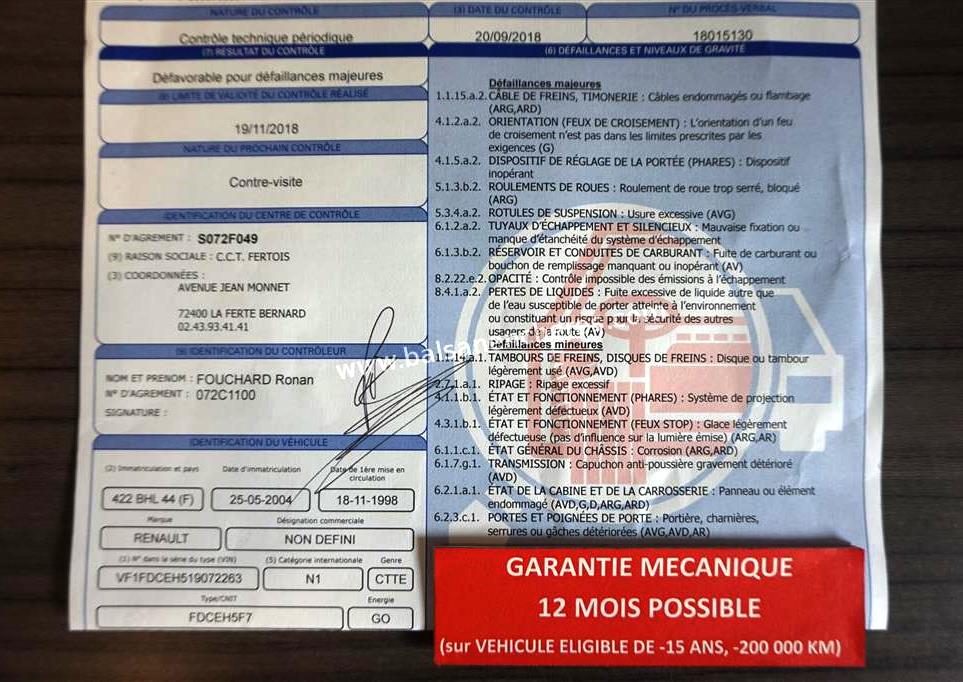 NATURE DU CONTRÔLE
(3) DATE DU CONTRÔLE
N° DU PROCÈS-VERBAL
Contrôle technique périodique
20/09/2018
18015130
(7) RÉSULTAT DU CONTRÔLE
Défavorable pour défaillances majeures
(8) LIMITE DE VALIDITÉ DU CONTRÔLE RÉALISÉ
19/11/2018
NATURE DU PROCHAIN CONTRÔLE
Contre-visite
IDENTIFICATION DU CENTRE DE CONTRÔLE
N° D'AGREMENT : S072F049
(9) RAISON SOCIALE : C.C.T. FERTOIS
(3) COORDONNÉES :
AVENUE JEAN MONNET
72400 LA FERTE BERNARD
02.43.93.41.41
(9) IDENTIFICATION DU CONTRÔLEUR
NOM ET PRENOM : FOUCHARD Ronan
N° D'AGREMENT : 072C1100
SIGNATURE :
IDENTIFICATION DU VÉHICULE
(2) Immatriculation et pays
Date d'immatriculation
Date de 1ère mise en
circulation
422 BHL 44 (F)
25-05-2004
18-11-1998
Marque
Désignation commerciale
RENAULT
NON DEFINI
(1) N° dans la série du type (VIN)
(5) Catégorie internationale
Genre
VF1FDCEH519072263
N1
CTTE
Type/CNIT
Energie
FDCEH5F7
GO
(6) DÉFAILLANCES ET NIVEAUX DE GRAVITÉ
Défaillances majeures
1.1.15.a.2. CÂBLE DE FREINS, TIMONERIE : Câbles endommagés ou flambage
(ARG,ARD)
4.1.2.a.2. ORIENTATION (FEUX DE CROISEMENT) : L'orientation d'un feu
de croisement n'est pas dans les limites prescrites par les
exigences (G)
4.1.5.a.2. DISPOSITIF DE RÉGLAGE DE LA PORTÉE (PHARES) : Dispositif
inopérant
5.1.3.b.2. ROULEMENTS DE ROUES : Roulement de roue trop serré, bloqué
(ARG)
5.3.4.a.2. ROTULES DE SUSPENSION : Usure excessive (AVG)
6.1.2.a.2. TUYAUX D'ÉCHAPPEMENT ET SILENCIEUX : Mauvaise fixation ou
manque d'étanchéité du système d'échappement
6.1.3.b.2. RÉSERVOIR ET CONDUITES DE CARBURANT : Fuite de carburant ou
bouchon de remplissage manquant ou inopérant (AV)
8.2.22.e.2. OPACITÉ : Contrôle impossible des émissions à l'échappement
8.4.1.a.2. PERTES DE LIQUIDES : Fuite excessive de liquide autre que
de l'eau susceptible de porter atteinte à l'environnement
ou constituant un risque pour la sécurité des autres
usagers de la route (AV)
Défaillances mineures
1.1.14.a.1. TAMBOURS DE FREINS, DISQUES DE FREINS : Disque ou tambour
légèrement usé (AVG,AVD)
2.2.1.a.1. RIPAGE : Ripage excessif
4.1.1.b.1. ÉTAT ET FONCTIONNEMENT (PHARES) : Système de projection
légèrement défectueux (AVD)
4.3.1.b.1. ÉTAT ET FONCTIONNEMENT (FEUX STOP) : Glace légèrement
défectueuse (pas d'influence sur la lumière émise) (ARG,AR)
6.1.1.c.1. ÉTAT GÉNÉRAL DU CHÂSSIS : Corrosion (ARG,ARD)
6.1.7.g.1. TRANSMISSION : Capuchon anti-poussière gravement détérioré
(AVD)
6.2.1.a.1. ÉTAT DE LA CABINE ET DE LA CARROSSERIE : Panneau ou élément
endommagé (AVD,G,D,ARG,ARD)
6.2.3.c.1. PORTES ET POIGNÉES DE PORTE : Portière, charnières,
serrures ou gâches détériorées (AVG,AVD,AR)
GARANTIE MECANIQUE
12 MOIS POSSIBLE
(sur VEHICULE ELIGIBLE DE -15 ANS, -200 000 KM)